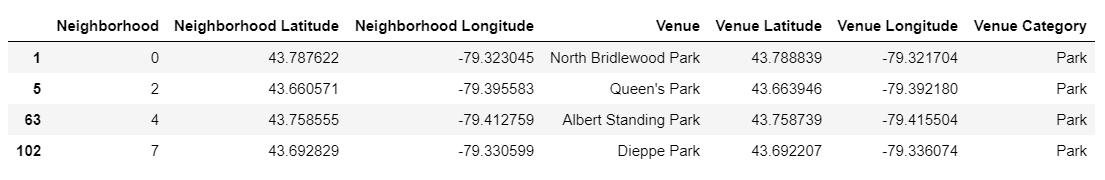 Neighborhood Neighborhood Latitude Neighborhood Longitude Venue Venue Latitude Venue Longitude Venue Category
1 0 43.787622 -79.323045 North Bridlewood Park 43.788839 -79.321704 Park
5 2 43.660571 -79.395583 Queen's Park 43.663946 -79.392180 Park
63 4 43.758555 -79.412759 Albert Standing Park 43.758739 -79.415504 Park
102 7 43.692829 -79.330599 Dieppe Park 43.692207 -79.336074 Park